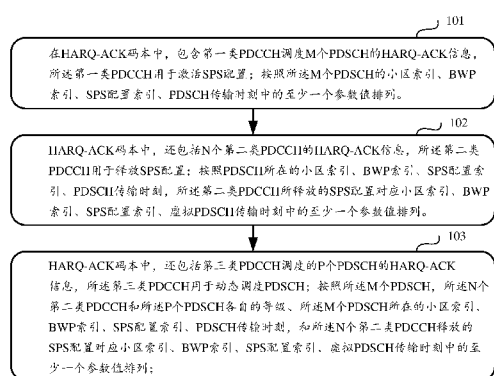 101
在HARQ-ACK码本中，包含第一类PDCCH调度M个PDSCH的HARQ-ACK信息，
所述第一类PDCCH用于激活SPS配置；按照所述M个PDSCH的小区索引、BWP
索引、SPS配置索引、PDSCH传输时刻中的至少一个参数值排列。
102
HARQ-ACK码本中，还包括N个第二类PDCCH的HARQ-ACK信息，所述第二类
PDCCH用于释放SPS配置；按照PDSCH所在的小区索引、BWP索引、SPS配置索
引、PDSCH传输时刻，所述第二类PDCCH所释放的SPS配置对应小区索引、BWP
索引、SPS配置索引、虚拟PDSCH传输时刻中的至少一个参数值排列。
103
HARQ-ACK码本中，还包括第三类PDCCH调度的P个PDSCH的HARQ-ACK
信息，所述第三类PDCCH用于动态调度PDSCH；按照所述M个PDSCH，所述N个
第二类PDCCH和所述P个PDSCH各自的等级、所述M个PDSCH所在的小区索引、
BWP索引、SPS配置索引、PDSCH传输时刻，和所述N个第二类PDCCH释放的
SPS配置对应小区索引、BWP索引、SPS配置索引、虚拟PDSCH传输时刻中的至
少一个参数值排列；